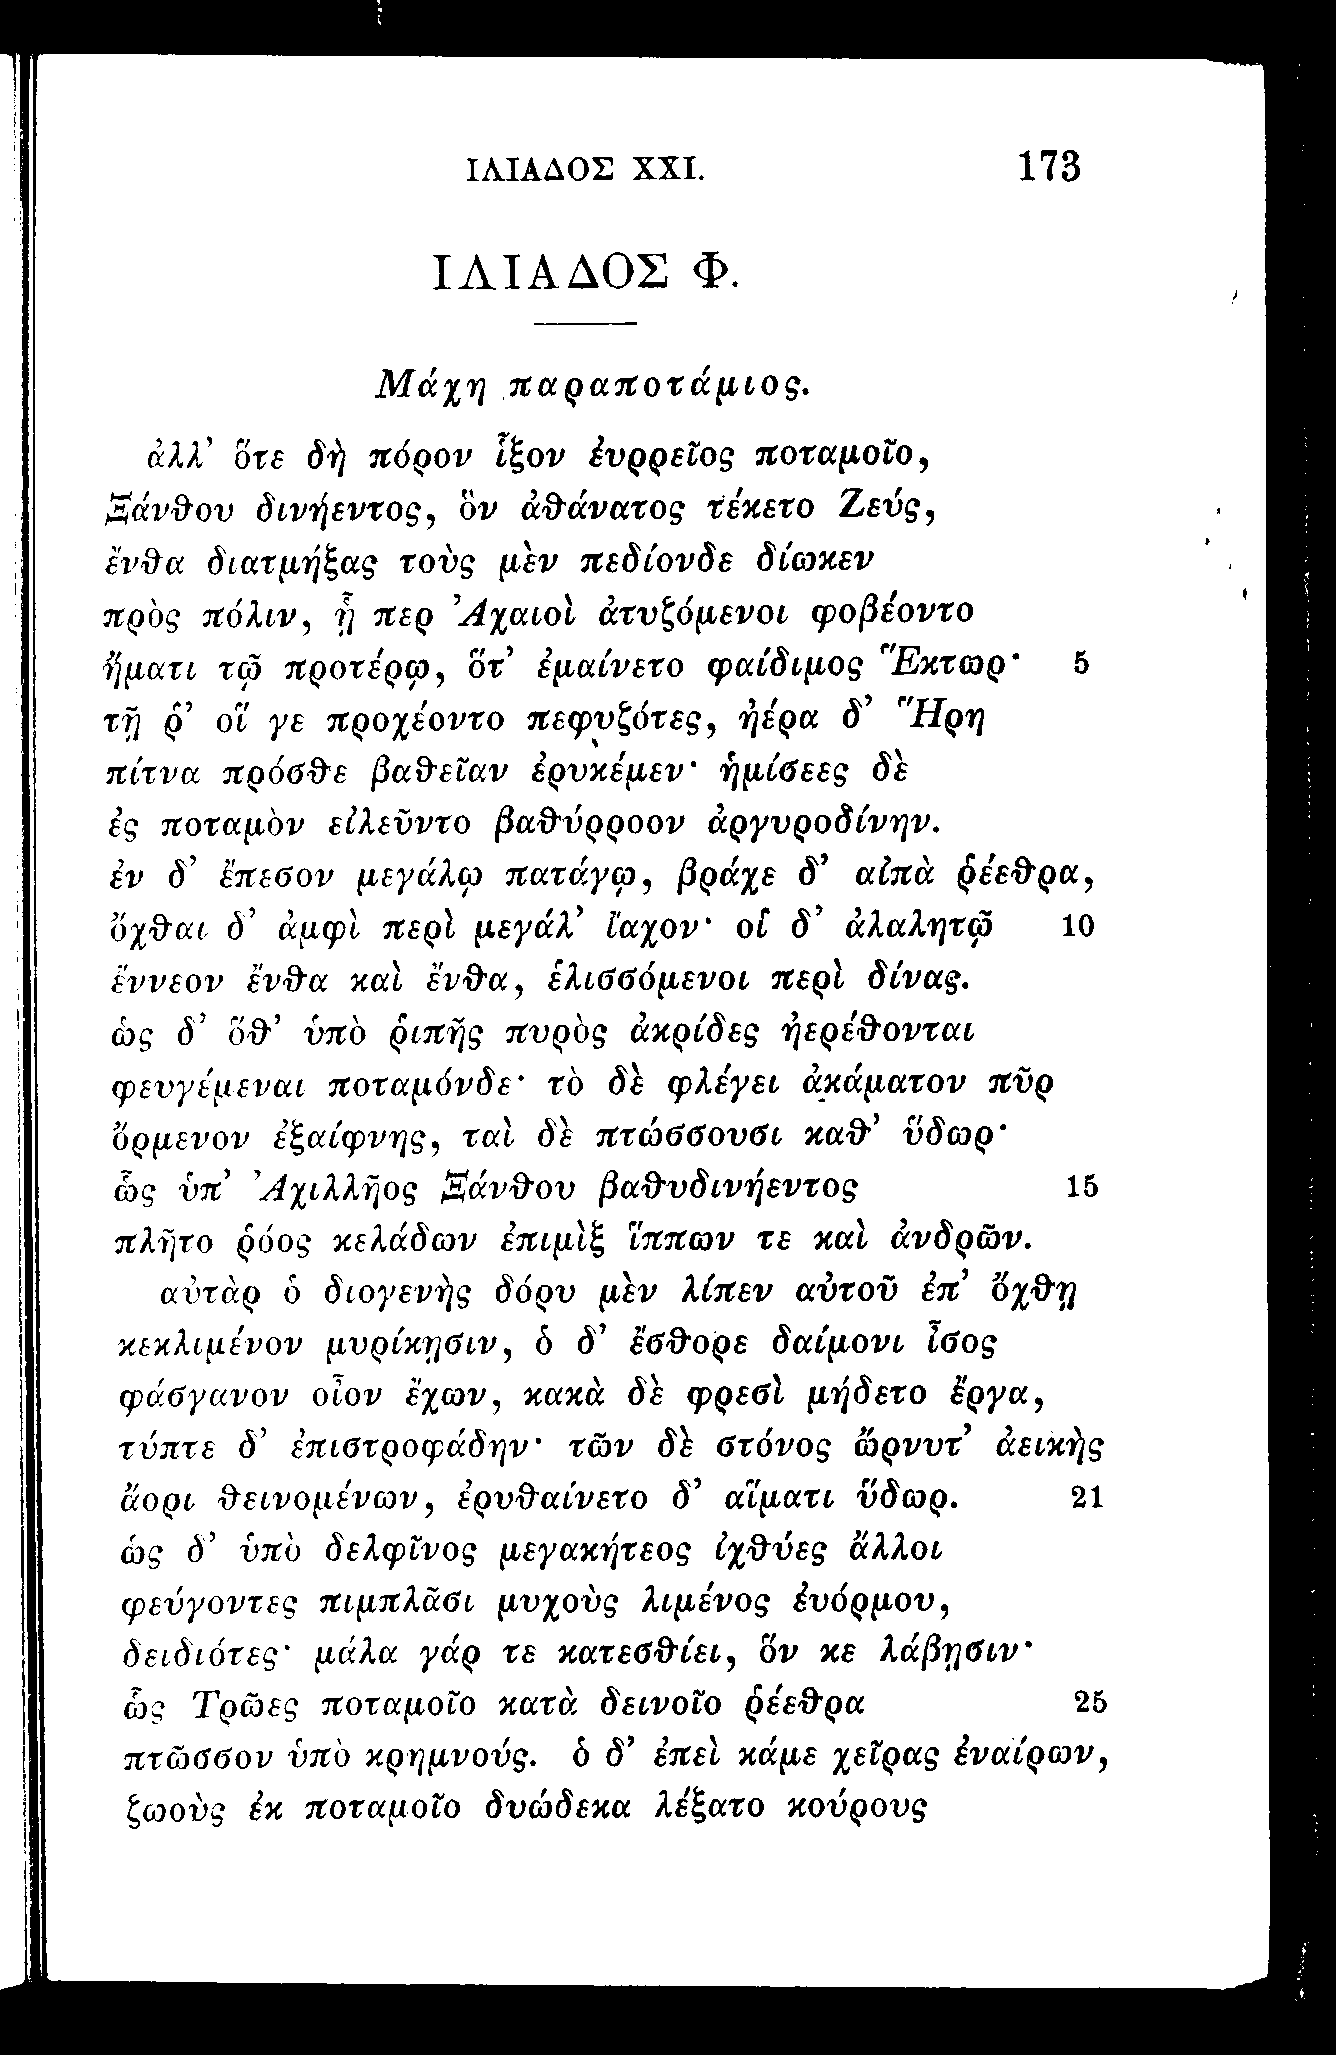 ΙΛΙΑΔΟΣ XXI. 173
ΙΛΙΑΔΟΣ Φ.
Μάχη παραποτάμιος.
ἀλλ’ ὅτε δὴ πόρον ἷξον ἐυρρεῖος ποταμοῖο,
Ξάνθου δινήεντος, ὃν ἀθάνατος τέκετο Ζεύς,
ἔνθα διατμήξας τοὺς μὲν πεδίονδε δίωκεν
πρὸς πόλιν, ᾗ περ Ἀχαιοὶ ἀτυζόμενοι φοβέοντο
ἤματι τῷ προτέρῳ, ὅτ’ ἐμαίνετο φαίδιμος Ἕκτωρ· 5
τῇ ῥ’ οἵ γε προχέοντο πεφυζότες, ἠέρα δ’ Ἥρη
πίτνα πρόσθε βαθεῖαν ἐρυκέμεν· ἡμίσεες δὲ
ἐς ποταμὸν εἰλεῦντο βαθύρροον ἀργυροδίνην.
ἐν δ’ ἔπεσον μεγάλῳ πατάγῳ, βράχε δ’ αἰπὰ ῥέεθρα,
ὄχθαι δ’ ἀμφὶ περὶ μεγάλ’ ἴαχον· οἱ δ’ ἀλαλητῷ 10
ἔννεον ἔνθα καὶ ἔνθα, ἑλισσόμενοι περὶ δίνας.
ὡς δ’ ὅθ’ ὑπὸ ῥιπῆς πυρὸς ἀκρίδες ἠερέθονται
φευγέμεναι ποταμόνδε· τὸ δὲ φλέγει ἀκάματον πῦρ
ὄρμενον ἐξαίφνης, ταὶ δὲ πτώσσουσι καθ’ ὕδωρ·
ὣς ὑπ’ Ἀχιλλῆος Ξάνθου βαθυδινήεντος 15
πλῆτο ῥόος κελάδων ἐπιμὶξ ἵππων τε καὶ ἀνδρῶν.
αὐτὰρ ὁ διογενὴς δόρυ μὲν λίπεν αὐτοῦ ἐπ’ ὄχθῃ
κεκλιμένον μυρίκῃσιν, ὁ δ’ ἔσθορε δαίμονι ἶσος
φάσγανον οἶον ἔχων, κακὰ δὲ φρεσὶ μήδετο ἔργα,
τύπτε δ’ ἐπιστροφάδην· τῶν δὲ στόνος ὤρνυτ’ ἀεικὴς
ἄορι θεινομένων, ἐρυθαίνετο δ’ αἵματι ὕδωρ. 21
ὡς δ’ ὑπὸ δελφῖνος μεγακήτεος ἰχθύες ἄλλοι
φεύγοντες πιμπλᾶσι μυχοὺς λιμένος ἐυόρμου,
δειδιότες· μάλα γάρ τε κατεσθίει, ὅν κε λάβῃσιν·
ὣς Τρῶες ποταμοῖο κατὰ δεινοῖο ῥέεθρα 25
πτῶσσον ὑπὸ κρημνούς. ὁ δ’ ἐπεὶ κάμε χεῖρας ἐναίρων,
ζωοὺς ἐκ ποταμοῖο δυώδεκα λέξατο κούρους